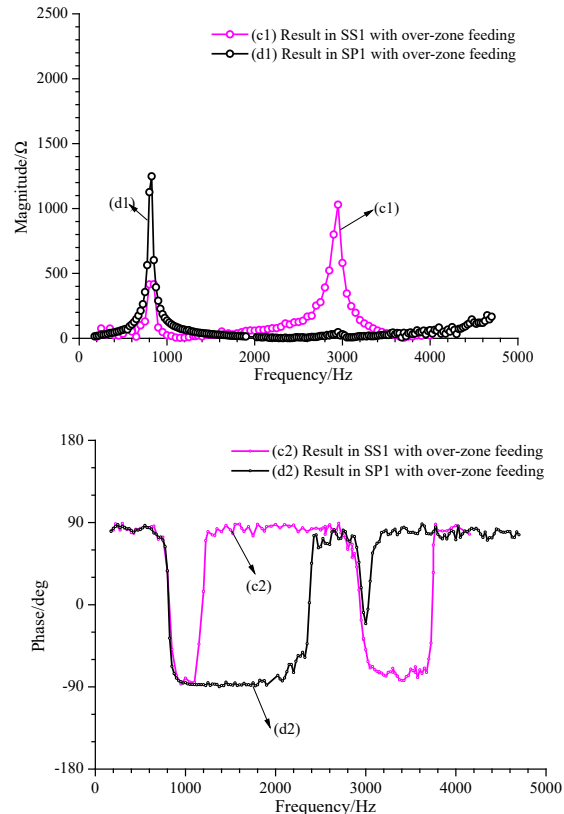 (c1) Result in SS1 with over-zone feeding
(d1) Result in SP1 with over-zone feeding
2500
2000
1500
1000
500
0
Magnitude/Ω
(d1)
(c1)
0 1000 2000 3000 4000 5000
Frequency/Hz
(c2) Result in SS1 with over-zone feeding
(d2) Result in SP1 with over-zone feeding
180
90
0
-90
-180
Phase/deg
(c2)
(d2)
0 1000 2000 3000 4000 5000
Frequency/Hz